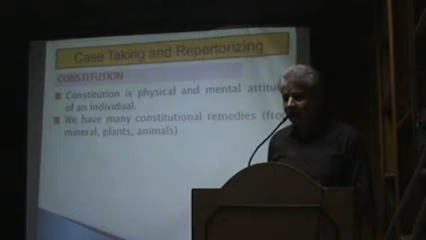 Case Taking and Repertorizing
CONSTITUTION
Constitution is physical and mental attitu
of an individual.
We have many constitutional remedies (fro
mineral, plants, animals)